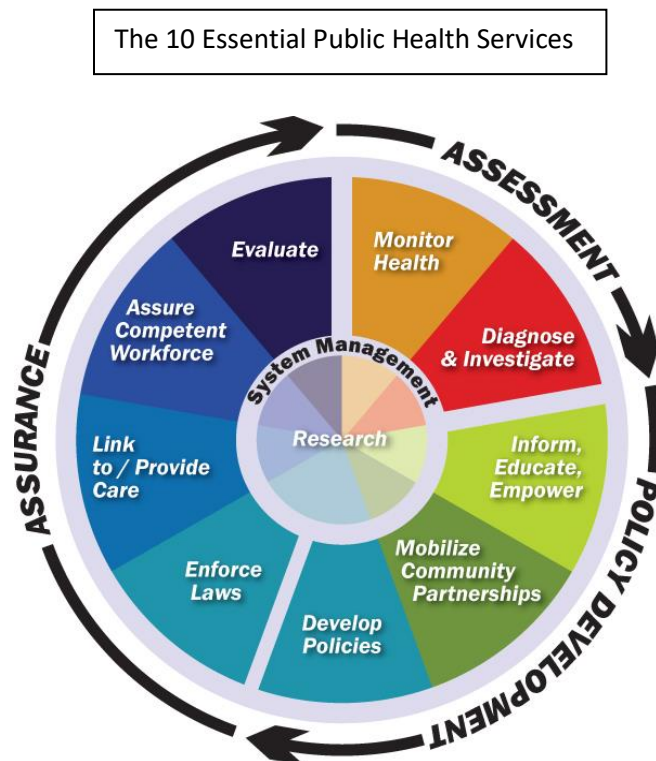 The 10 Essential Public Health Services
ASSESSMENT
Monitor
Health
Diagnose
& Investigate
POLICY DEVELOPMENT
Inform,
Educate,
Empower
Mobilize
Community
Partnerships
Develop
Policies
ASSURANCE
Enforce
Laws
Link
to / Provide
Care
Assure
Competent
Workforce
Evaluate
System Management
Research